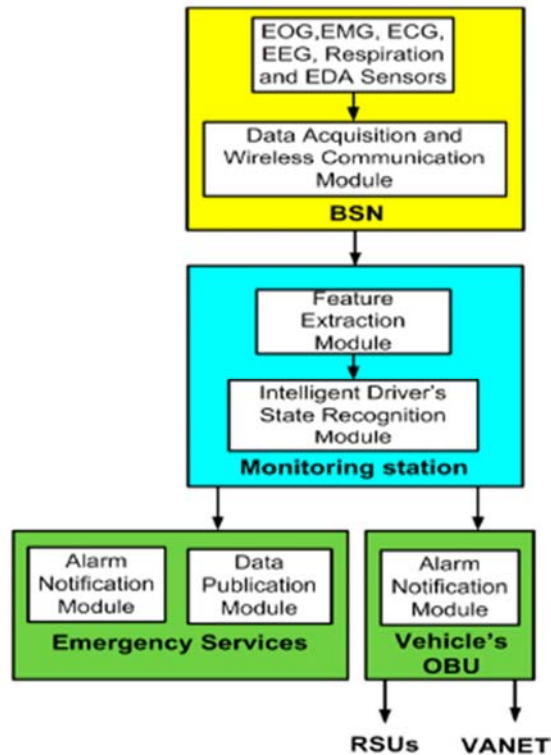 EOG,EMG, ECG,
EEG, Respiration
and EDA Sensors
Data Acquisition and
Wireless Communication
Module
BSN
Feature
Extraction
Module
Intelligent Driver's
State Recognition
Module
Monitoring station
Alarm
Notification
Module
Data
Publication
Module
Emergency Services
Alarm
Notification
Module
Vehicle's
OBU
RSUs
VANET